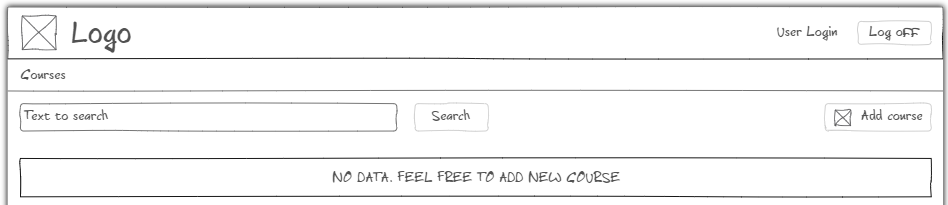 Logo
User Login
Log off
Courses
Text to search
Search
Add course
NO DATA. FEEL FREE TO ADD NEW COURSE